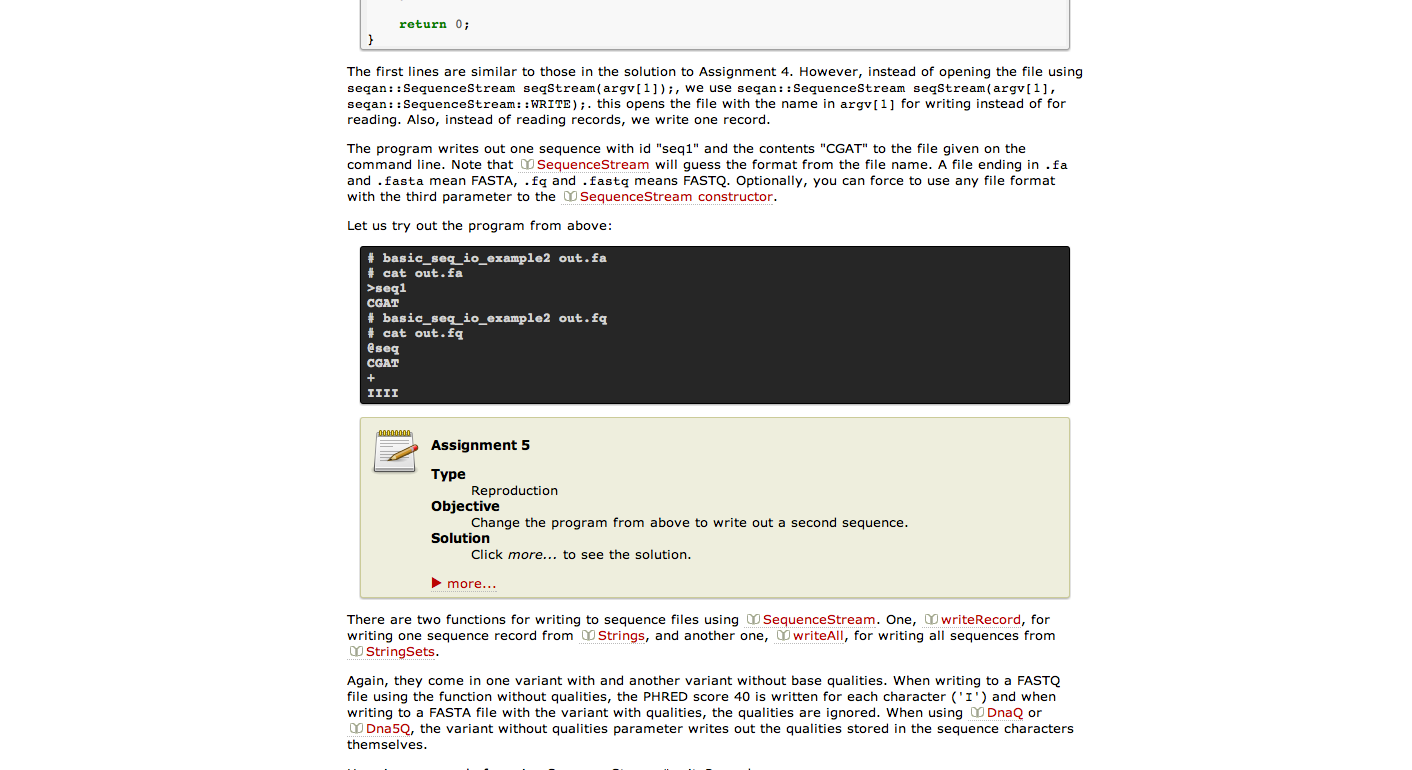 return 0;
}
The first lines are similar to those in the solution to Assignment 4. However, instead of opening the file using
seqan::SequenceStream seqStream(argv[1]);, we use seqan::SequenceStream seqStream(argv[1],
seqan::SequenceStream::WRITE);. this opens the file with the name in argv[1] for writing instead of for
reading. Also, instead of reading records, we write one record.
The program writes out one sequence with id "seq1" and the contents "CGAT" to the file given on the
command line. Note that SequenceStream will guess the format from the file name. A file ending in .fa
and .fasta mean FASTA, .fq and .fastq means FASTQ. Optionally, you can force to use any file format
with the third parameter to the SequenceStream constructor.
Let us try out the program from above:
# basic_seq_io_example2 out.fa
# cat out.fa
>seq1
CGAT
# basic_seq_io_example2 out.fq
# cat out.fq
@seq
CGAT
+
IIII
Assignment 5
Type
Reproduction
Objective
Change the program from above to write out a second sequence.
Solution
Click more... to see the solution.
more...
There are two functions for writing to sequence files using SequenceStream. One, writeRecord, for
writing one sequence record from Strings, and another one, writeAll, for writing all sequences from
StringSets.
Again, they come in one variant with and another variant without base qualities. When writing to a FASTQ
file using the function without qualities, the PHRED score 40 is written for each character ('I') and when
writing to a FASTA file with the variant with qualities, the qualities are ignored. When using DnaQ or
Dna5Q, the variant without qualities parameter writes out the qualities stored in the sequence characters
themselves.